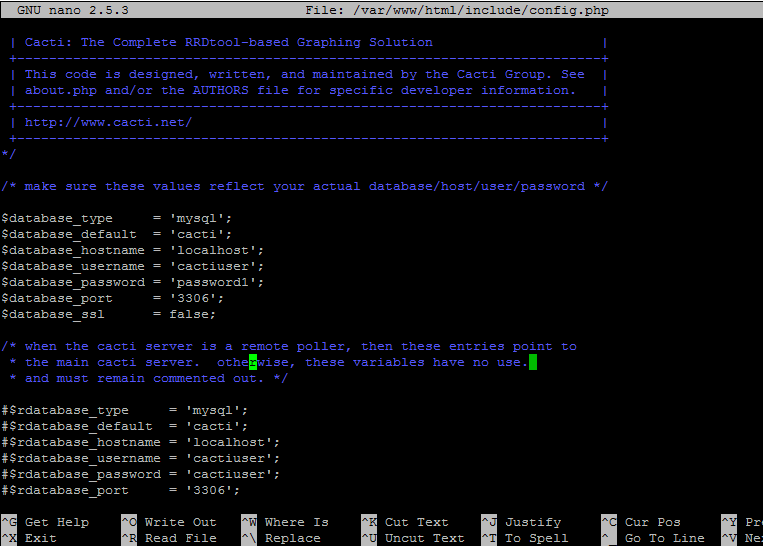 GNU nano 2.5.3                      File: /var/www/html/include/config.php
 | Cacti: The Complete RRDtool-based Graphing Solution                     |
 +-------------------------------------------------------------------------+
 | This code is designed, written, and maintained by the Cacti Group. See  |
 | about.php and/or the AUTHORS file for specific developer information.   |
 +-------------------------------------------------------------------------+
 | http://www.cacti.net/                                                   |
 +-------------------------------------------------------------------------+
*/
/* make sure these values reflect your actual database/host/user/password */
$database_type     = 'mysql';
$database_default  = 'cacti';
$database_hostname = 'localhost';
$database_username = 'cactiuser';
$database_password = 'password1';
$database_port     = '3306';
$database_ssl      = false;
/* when the cacti server is a remote poller, then these entries point to
 * the main cacti server.  otherwise, these variables have no use.
 * and must remain commented out. */
#$rdatabase_type     = 'mysql';
#$rdatabase_default  = 'cacti';
#$rdatabase_hostname = 'localhost';
#$rdatabase_username = 'cactiuser';
#$rdatabase_password = 'cactiuser';
#$rdatabase_port     = '3306';
^G Get Help    ^O Write Out   ^W Where Is    ^K Cut Text    ^J Justify     ^C Cur Pos     ^Y
^X Exit        ^R Read File   ^\ Replace     ^U Uncut Text  ^T To Spell    ^_ Go To Line  ^V